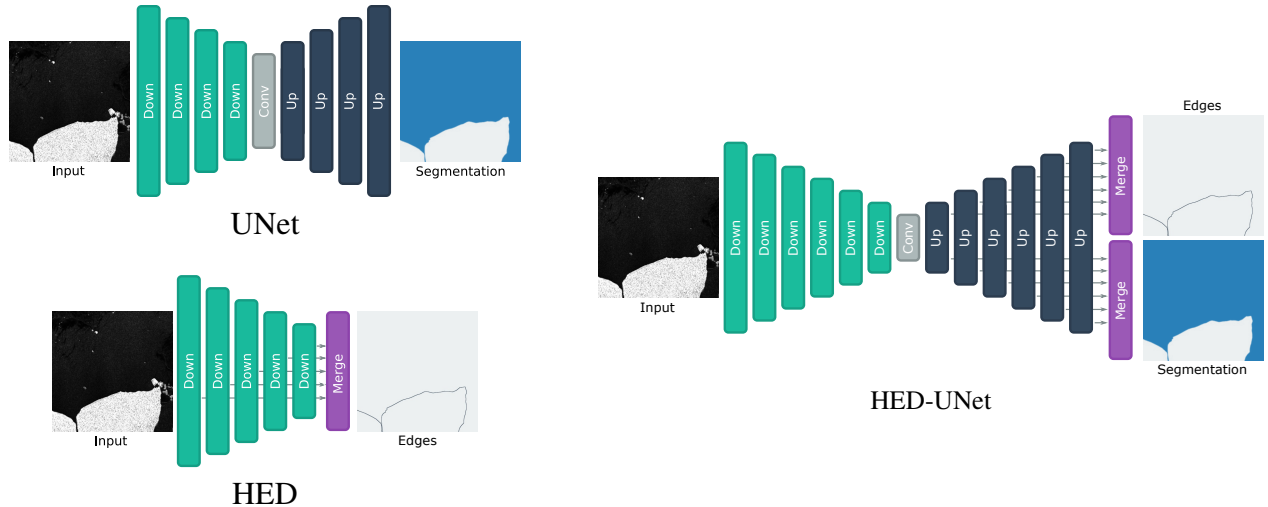 Down
Down
Down
Down
Conv
Up
Up
Up
Up
Input
Segmentation
UNet
Down
Down
Down
Down
Down
Merge
Input
Edges
HED
Edges
Down
Down
Down
Down
Down
Down
Conv
Up
Up
Up
Up
Up
Up
Merge
Merge
Input
Segmentation
HED-UNet